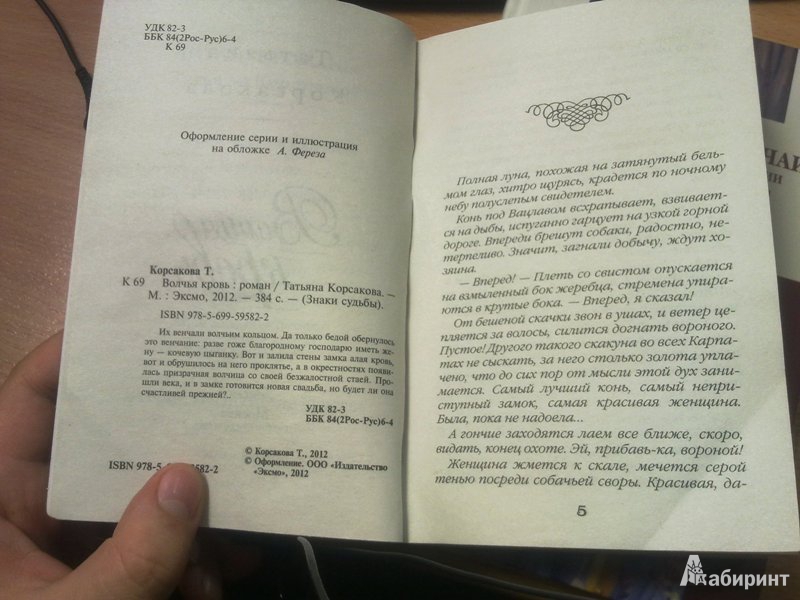 УДК 82-3
ББК 84(2Рос-Рус)6-4
К 69
Оформление серии и иллюстрация
на обложке А. Фереза
Корсакова Т.
К 69 Волчья кровь : роман / Татьяна Корсакова. —
М. : Эксмо, 2012. — 384 с. — (Знаки судьбы).
ISBN 978-5-699-59582-2
Их венчали волчьим кольцом. Да только бедой обернулось
это венчание: разве гоже благородному господарю иметь же-
ну — кочевую цыганку. Вот и залила стены замка алая кровь,
вот и обрушилось на него проклятье, а в окрестностях появи-
лась призрачная волчица со своей безжалостной стаей. Про-
шли века, и в замке готовится новая свадьба, но будет ли она
счастливей прежней?..
УДК 82-3
ББК 84(2Рос-Рус)6-4
© Корсакова Т., 2012
© Оформление. ООО «Издательство
«Эксмо», 2012
ISBN 978-5-6 9582-2
Полная луна, похожая на затянутый бель-
мом глаз, хитро щурясь, крадется по ночному
небу полуслепым свидетелем.
Конь под Вацлавом всхрапывает, взвивает-
ся на дыбы, испуганно гарцует на узкой горной
дороге. Впереди брешут собаки, радостно, не-
терпеливо. Значит, загнали добычу, ждут хо-
зяина.
— Вперед! — Плеть со свистом опускается
на взмыленный бок жеребца, стремена упира-
ются в крутые бока. — Вперед, я сказал!
От бешеной скачки звон в ушах, и ветер це-
пляется за волосы, силится догнать вороного.
Пустое! Другого такого скакуна во всех Карпа-
тах не сыскать, за него столько золота упла-
чено, что до сих пор от мысли этой дух зани-
мается. Самый лучший конь, самый непри-
ступный замок, самая красивая женщина.
Была, пока не надоела...
А гончие заходятся лаем все ближе, скоро,
видать, конец охоте. Эй, прибавь-ка, вороной!
Женщина жмется к скале, мечется серой
тенью посреди собачьей своры. Красивая, да-
5
ЧАИ
ИИ
Лабиринт